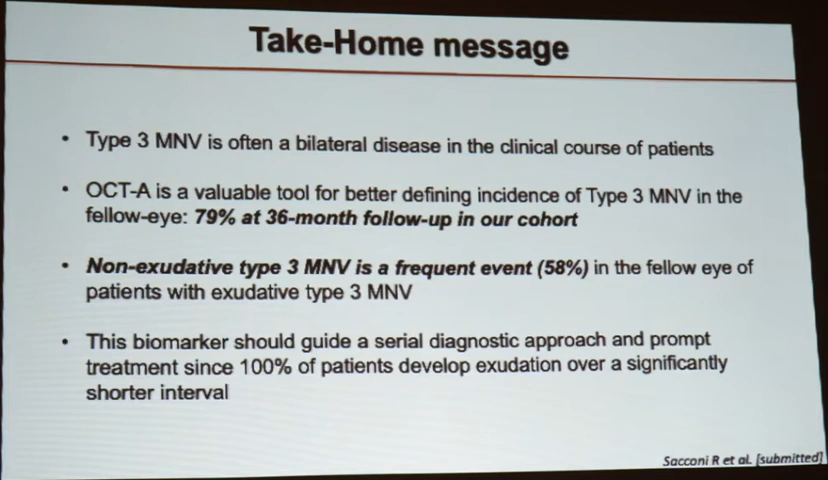 Take-Home message
• Type 3 MNV is often a bilateral disease in the clinical course of patients
• OCT-A is a valuable tool for better defining incidence of Type 3 MNV in the
fellow-eye: 79% at 36-month follow-up in our cohort
• Non-exudative type 3 MNV is a frequent event (58%) in the fellow eye of
patients with exudative type 3 MNV
• This biomarker should guide a serial diagnostic approach and prompt
treatment since 100% of patients develop exudation over a significantly
shorter interval
Sacconi R et al. [submitted]